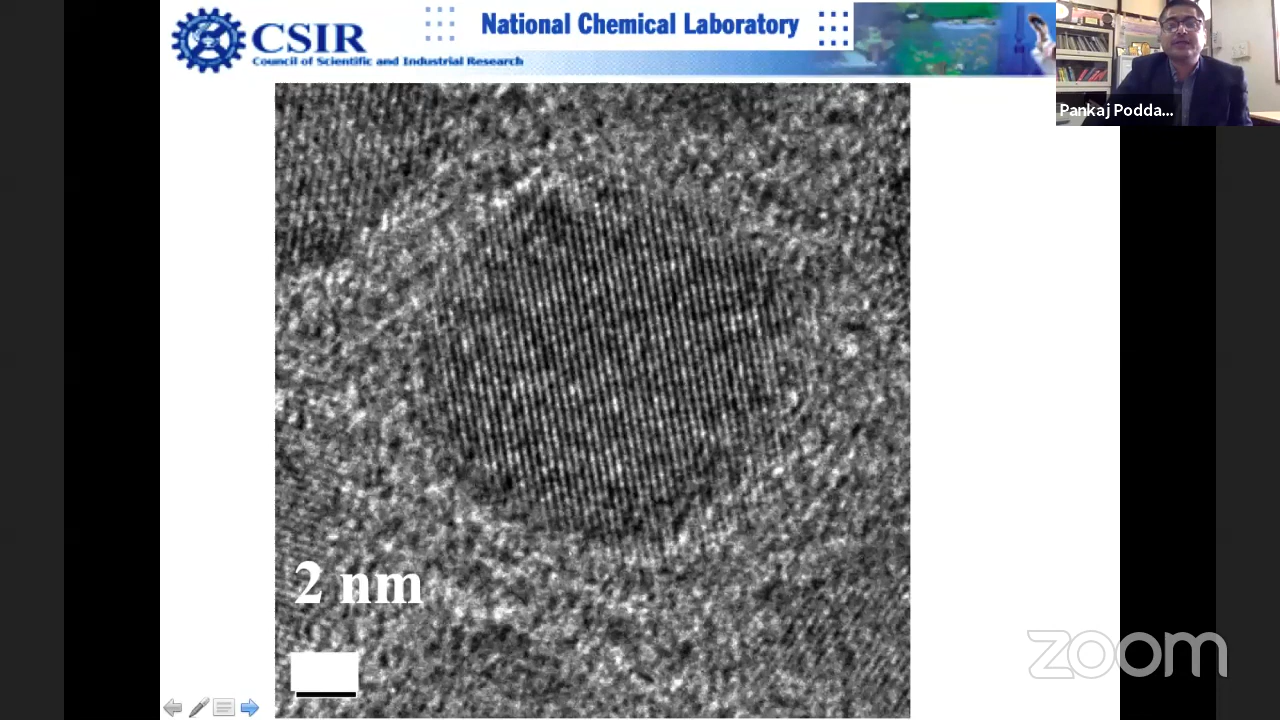 CSIR
Council of Scientific and Industrial Research
National Chemical Laboratory
Pankaj Podda...
2 nm
zoom